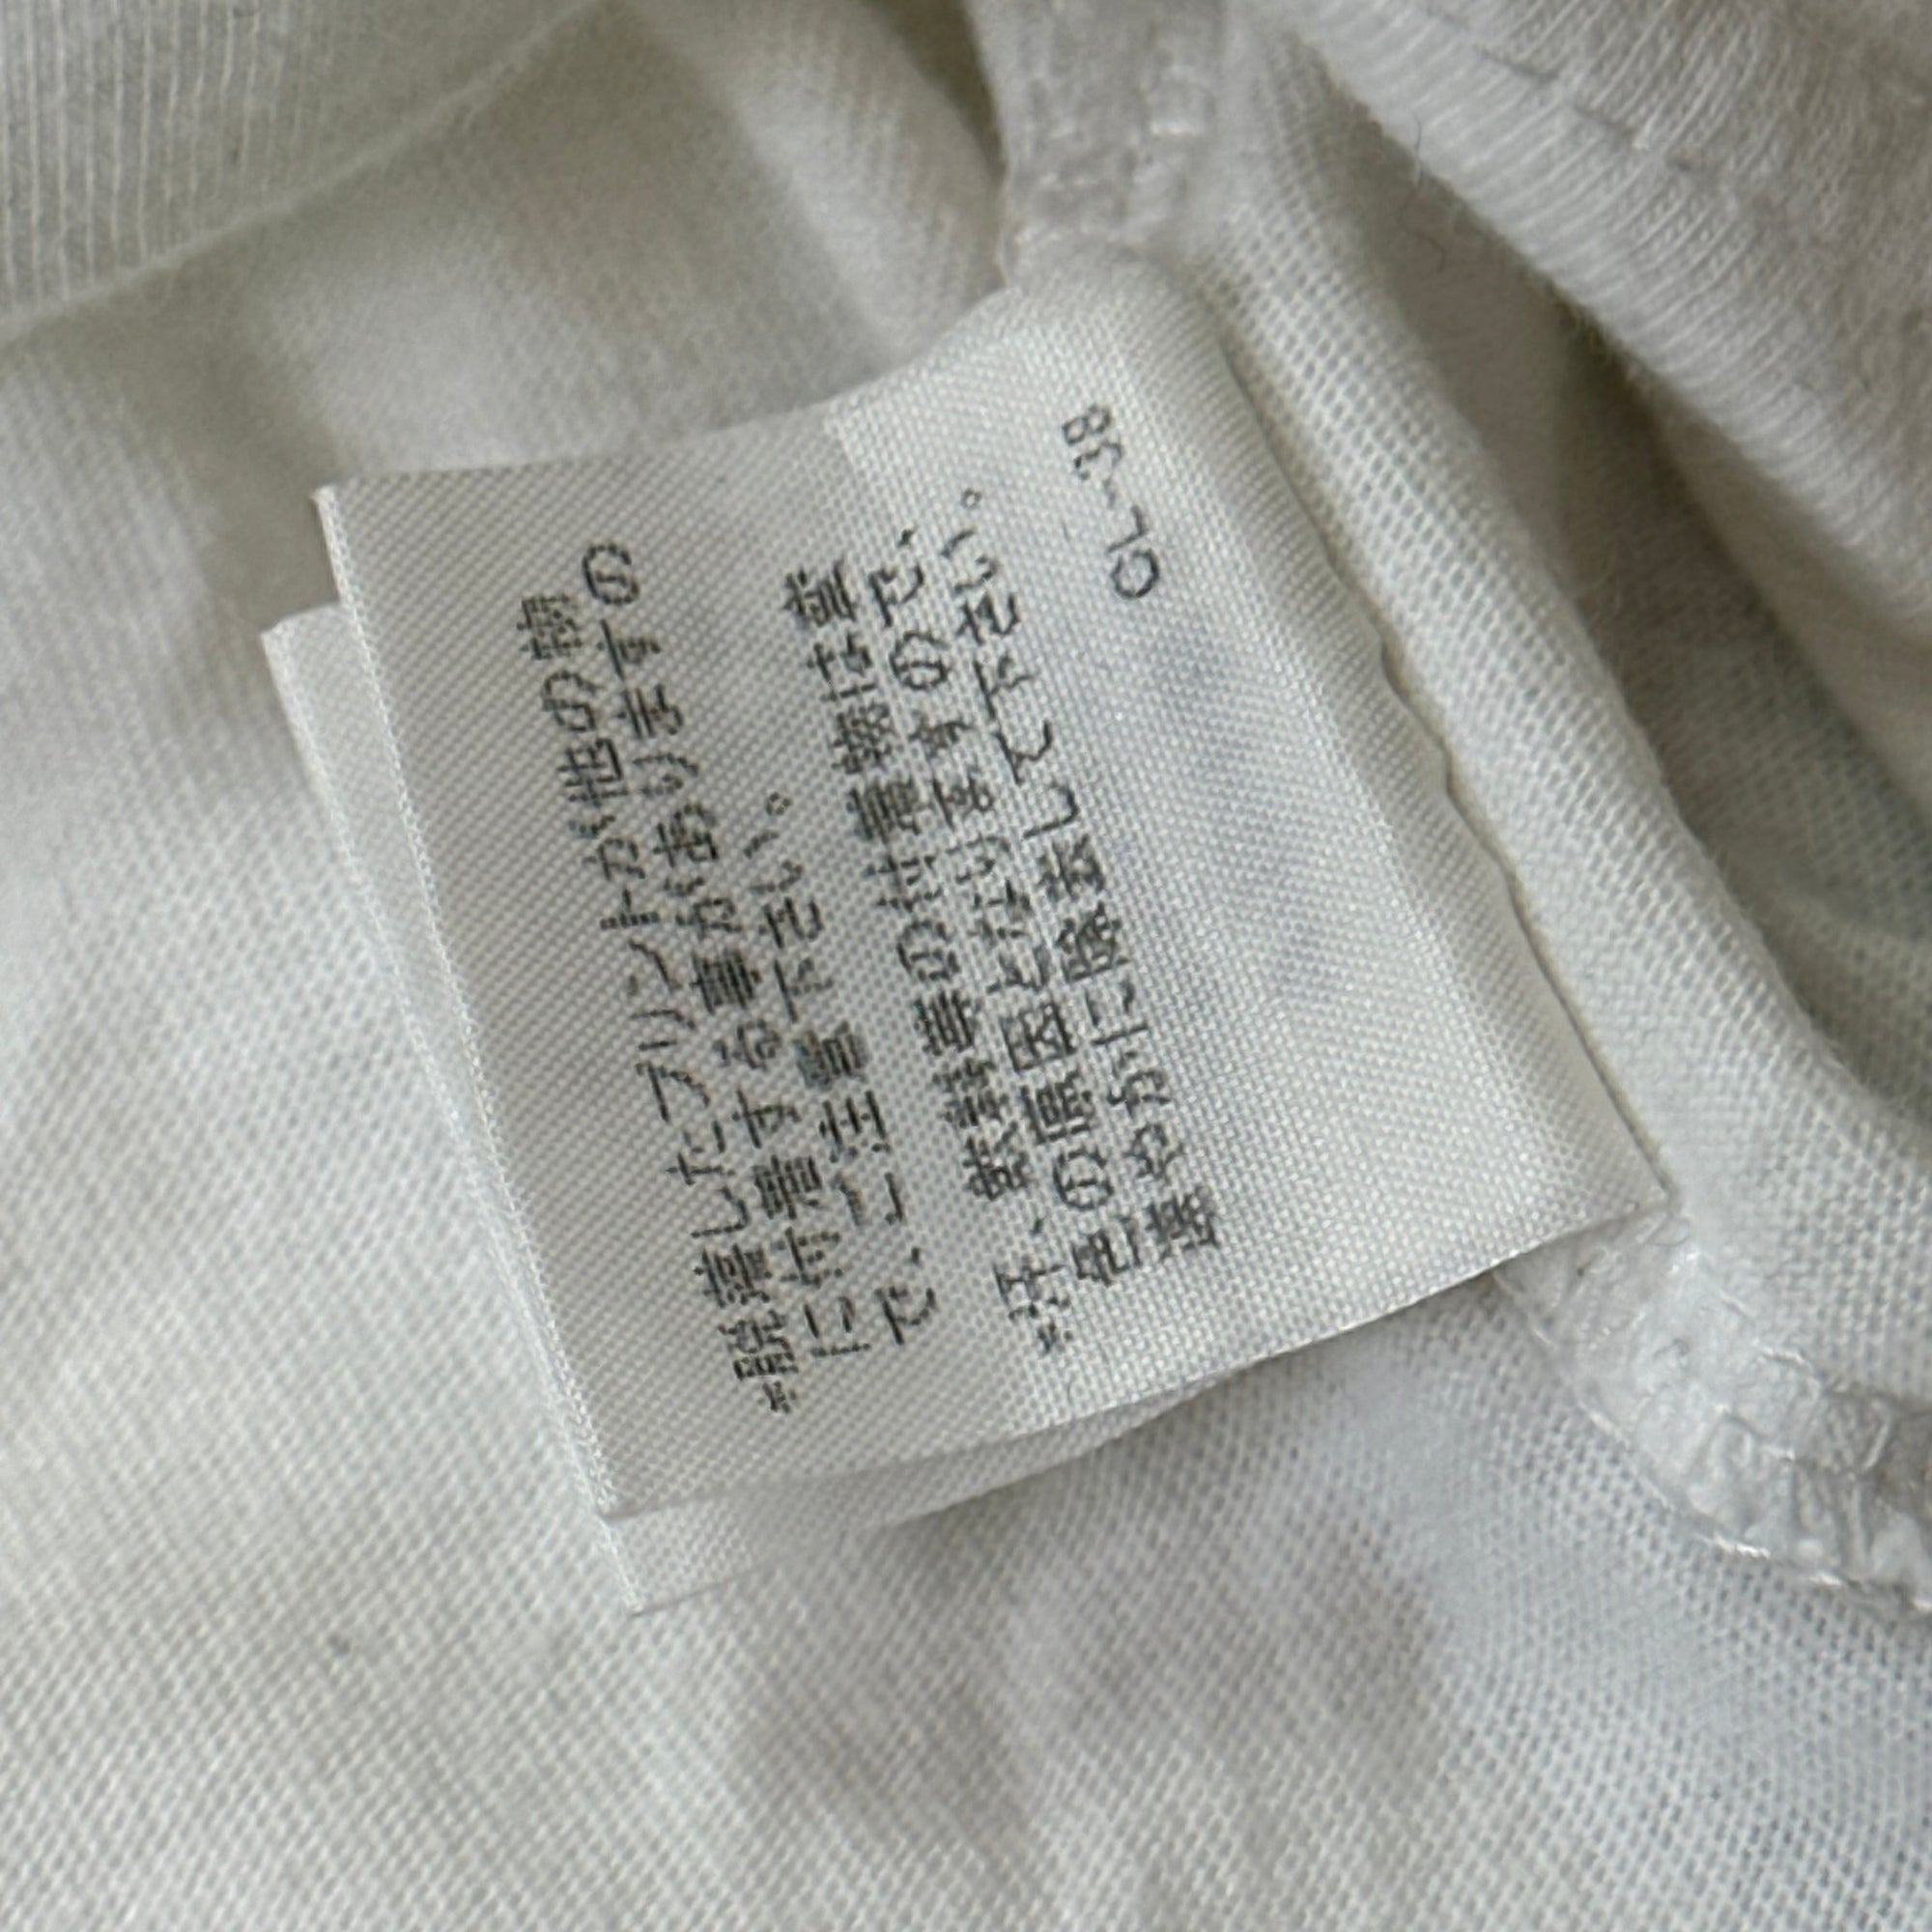 *脱落したプリントが他の物
に付着する事がありますの
で、ご注意下さい。
*汗、飲料等の付着物は変
色の原因となりますので、
速やかに除去して下さい。
CL-38